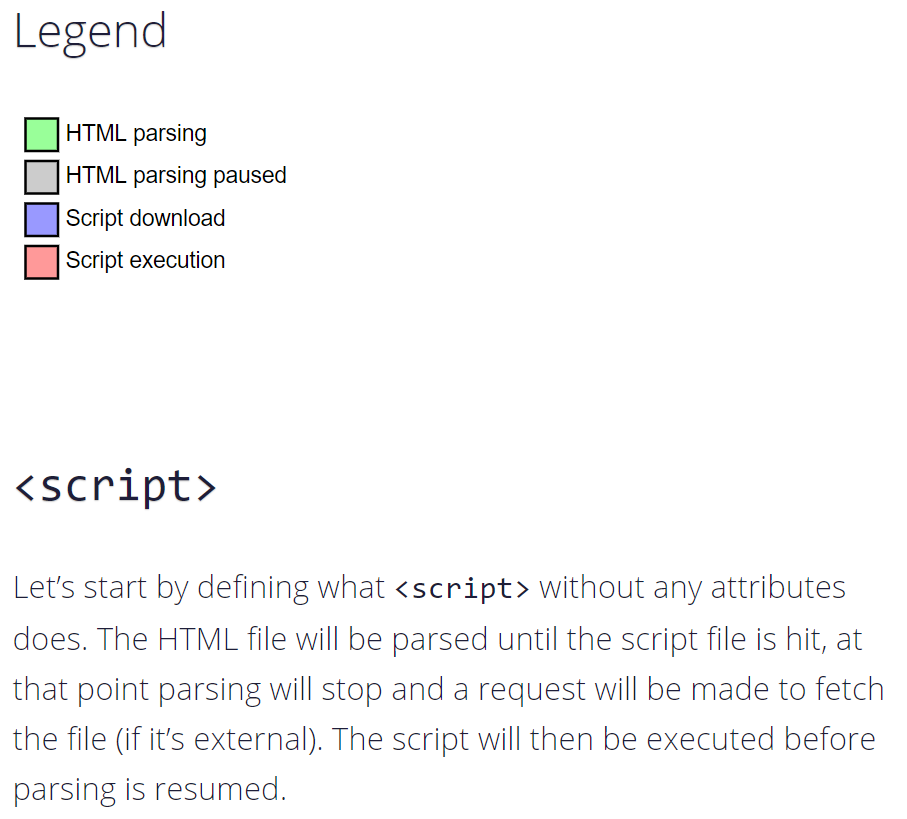 Legend
HTML parsing
HTML parsing paused
Script download
Script execution
<script>
Let’s start by defining what <script> without any attributes
does. The HTML file will be parsed until the script file is hit, at
that point parsing will stop and a request will be made to fetch
the file (if it’s external). The script will then be executed before
parsing is resumed.